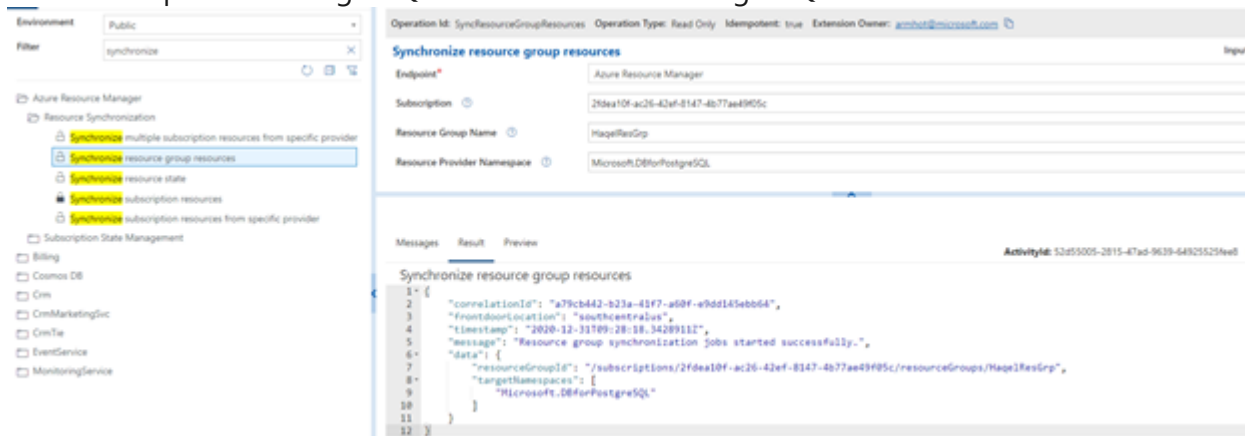 Environment
Public
Filter
synchronize
Azure Resource Manager
Resource Synchronization
Synchronize multiple subscription resources from specific provider
Synchronize resource group resources
Synchronize resource state
Synchronize subscription resources
Synchronize subscription resources from specific provider
Subscription State Management
Billing
Cosmos DB
Crm
CrmMarketingSvc
CrmTie
EventService
MonitoringService
Operation Id: SyncResourceGroupResources Operation Type: Read Only Idempotent: true Extension Owner: armhot@microsoft.com
Synchronize resource group resources
Input
Endpoint*
Azure Resource Manager
Subscription
2fdea10f-ac26-42ef-8147-4b77ae49f05c
Resource Group Name
HaqelResGrp
Resource Provider Namespace
Microsoft.DBforPostgreSQL
Messages Result Preview
ActivityId: 52d55005-2815-47ad-9639-64925525fee8
Synchronize resource group resources
1 {
2 "correlationId": "a79cb442-b23a-41f7-a60f-e9dd145ebb64",
3 "frontdoorLocation": "southcentralus",
4 "timestamp": "2020-12-31T09:28:18.3428911Z",
5 "message": "Resource group synchronization jobs started successfully.",
6 "data": {
7 "resourceGroupId": "/subscriptions/2fdea10f-ac26-42ef-8147-4b77ae49f05c/resourceGroups/HaqelResGrp",
8 "targetNamespaces": [
9 "Microsoft.DBforPostgreSQL"
10 ]
11 }
12 }